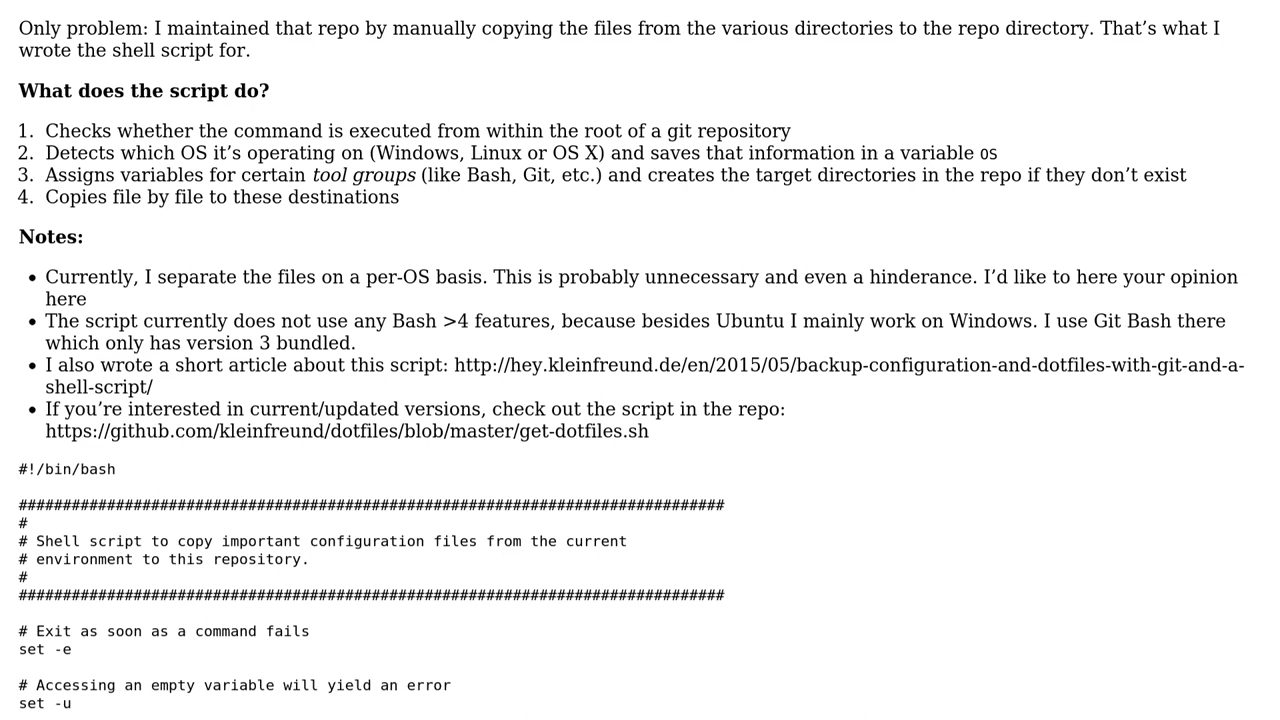 Only problem: I maintained that repo by manually copying the files from the various directories to the repo directory. That’s what I
wrote the shell script for.
What does the script do?
1. Checks whether the command is executed from within the root of a git repository
2. Detects which OS it’s operating on (Windows, Linux or OS X) and saves that information in a variable OS
3. Assigns variables for certain tool groups (like Bash, Git, etc.) and creates the target directories in the repo if they don’t exist
4. Copies file by file to these destinations
Notes:
• Currently, I separate the files on a per-OS basis. This is probably unnecessary and even a hinderance. I’d like to here your opinion
here
• The script currently does not use any Bash >4 features, because besides Ubuntu I mainly work on Windows. I use Git Bash there
which only has version 3 bundled.
• I also wrote a short article about this script: http://hey.kleinfreund.de/en/2015/05/backup-configuration-and-dotfiles-with-git-and-a-
shell-script/
• If you’re interested in current/updated versions, check out the script in the repo:
https://github.com/kleinfreund/dotfiles/blob/master/get-dotfiles.sh
#!/bin/bash
################################################################################
#
# Shell script to copy important configuration files from the current
# environment to this repository.
#
################################################################################
# Exit as soon as a command fails
set -e
# Accessing an empty variable will yield an error
set -u